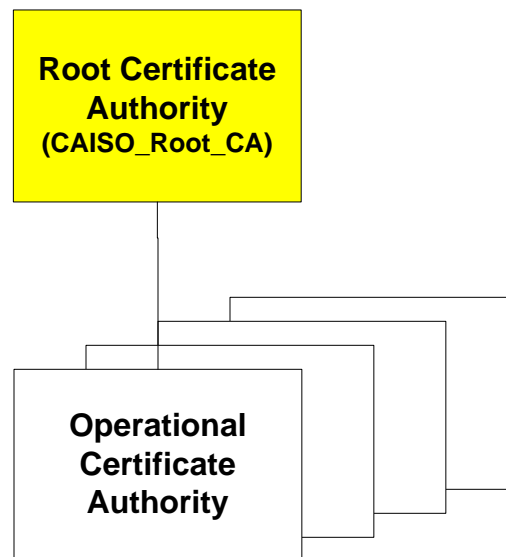 Root Certificate
Authority
(CAISO_Root_CA)
Operational
Certificate
Authority